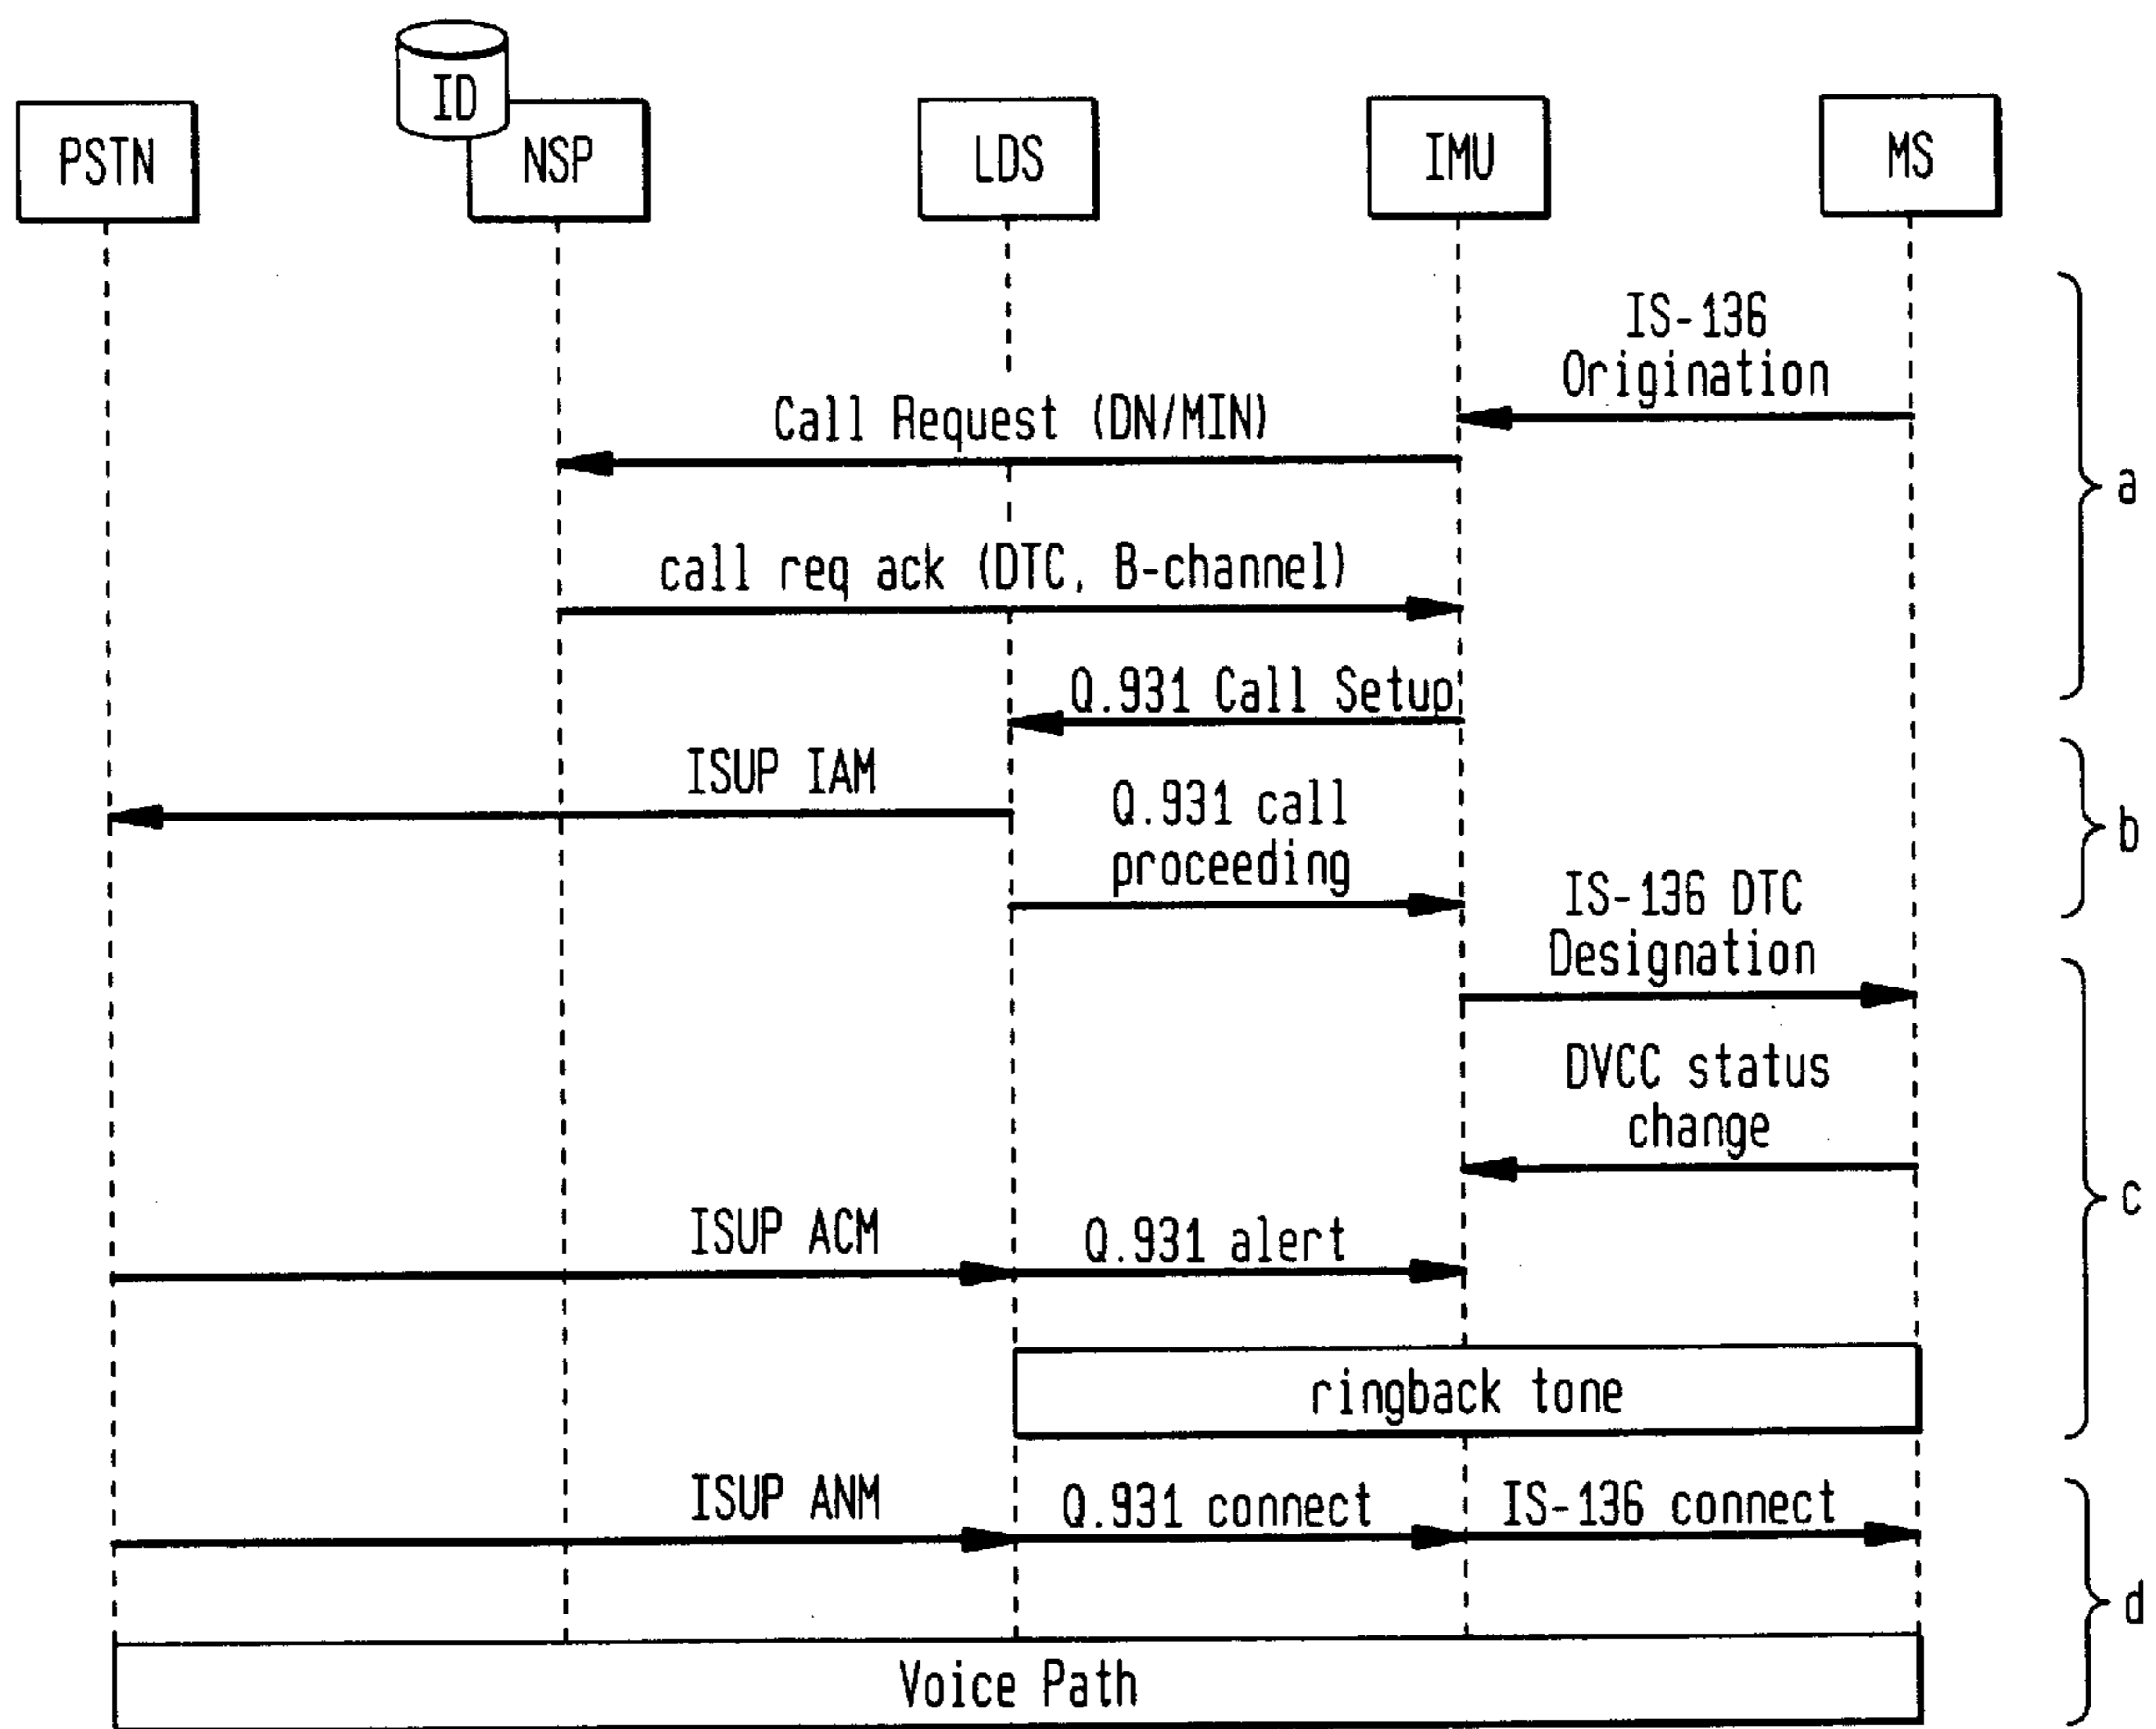 ID
PSTN
NSP
LDS
IMU
MS
IS-136
Origination
Call Request (DN/MIN)
a
call req ack (DTC, B-channel)
Q.931 Call Setup
ISUP IAM
Q.931 call
proceeding
b
IS-136 DTC
Designation
DVCC status
change
c
ISUP ACM
Q.931 alert
ringback tone
ISUP ANM
Q.931 connect
IS-136 connect
d
Voice Path